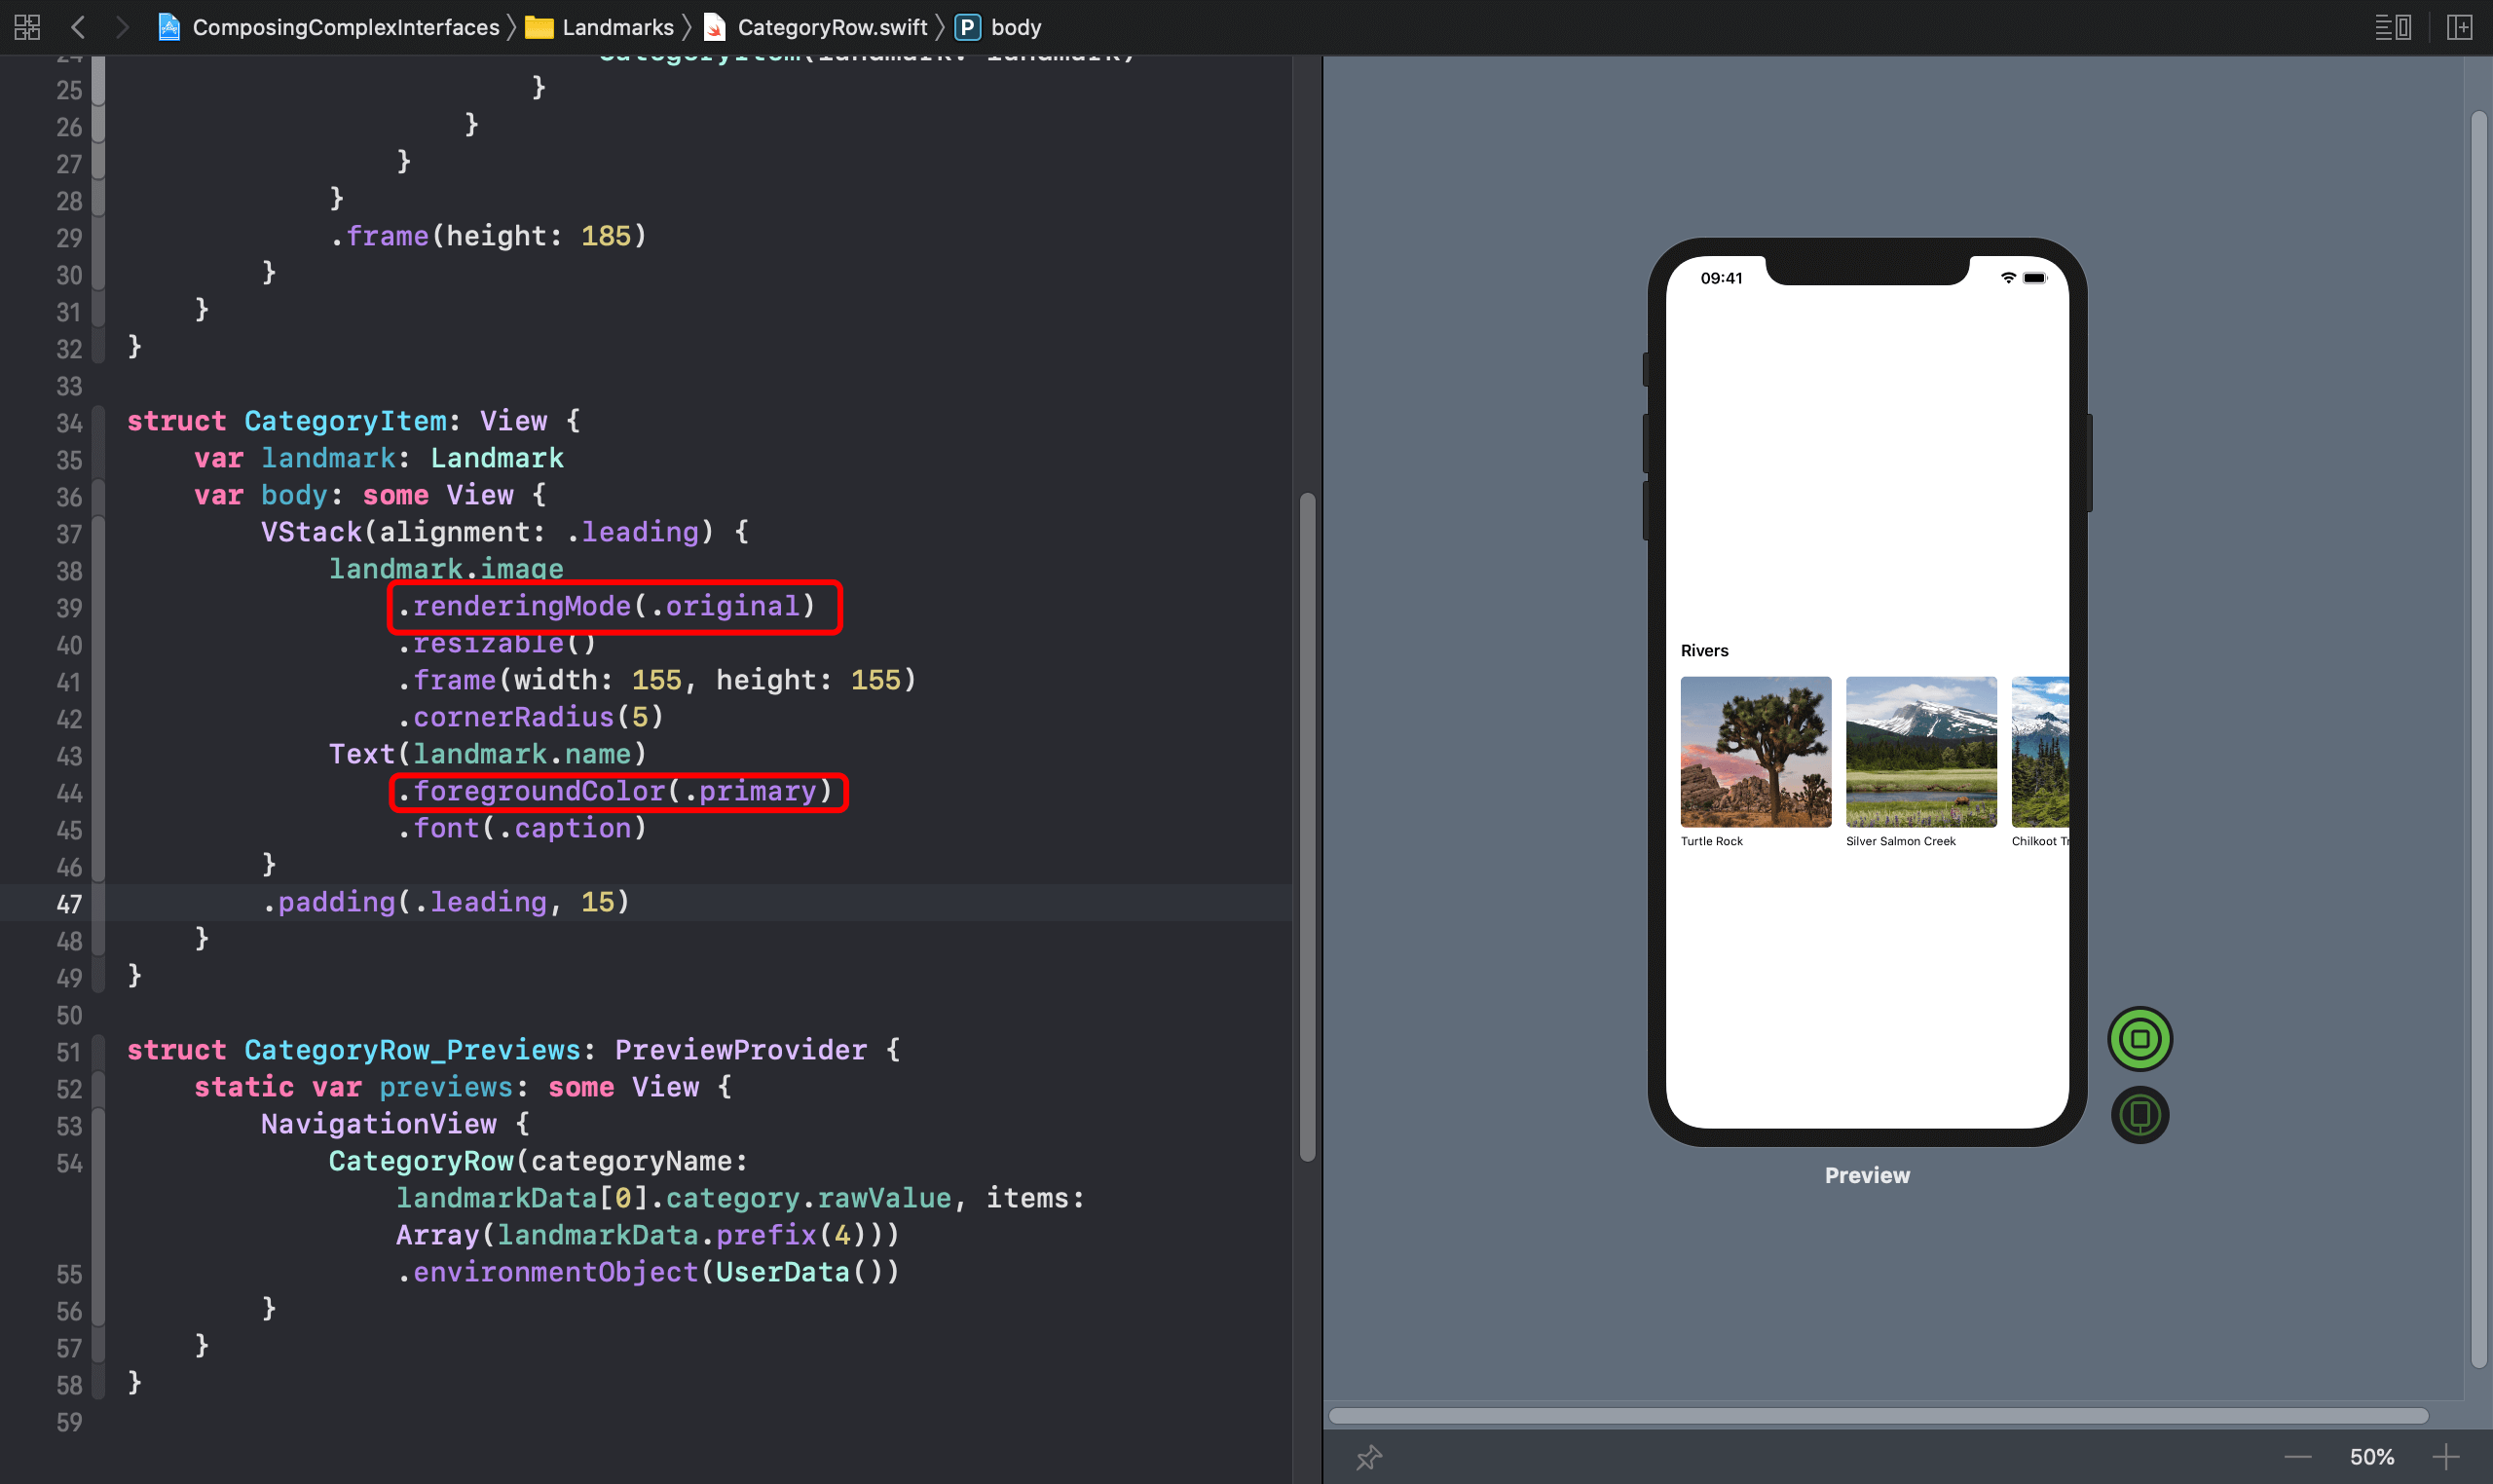 ComposingComplexInterfaces 〉 Landmarks 〉 CategoryRow.swift 〉 P body
24 CategoryItem(landmark: landmark)
25 }
26 }
27 }
28 }
29 .frame(height: 185)
30 }
31 }
32 }
33
34 struct CategoryItem: View {
35 var landmark: Landmark
36 var body: some View {
37 VStack(alignment: .leading) {
38 landmark.image
39 .renderingMode(.original)
40 .resizable()
41 .frame(width: 155, height: 155)
42 .cornerRadius(5)
43 Text(landmark.name)
44 .foregroundColor(.primary)
45 .font(.caption)
46 }
47 .padding(.leading, 15)
48 }
49 }
50
51 struct CategoryRow_Previews: PreviewProvider {
52 static var previews: some View {
53 NavigationView {
54 CategoryRow(categoryName:
landmarkData[0].category.rawValue, items:
Array(landmarkData.prefix(4)))
55 .environmentObject(UserData())
56 }
57 }
58 }
59
09:41
Rivers
Turtle Rock
Silver Salmon Creek
Chilkoot Tr
Preview
50%